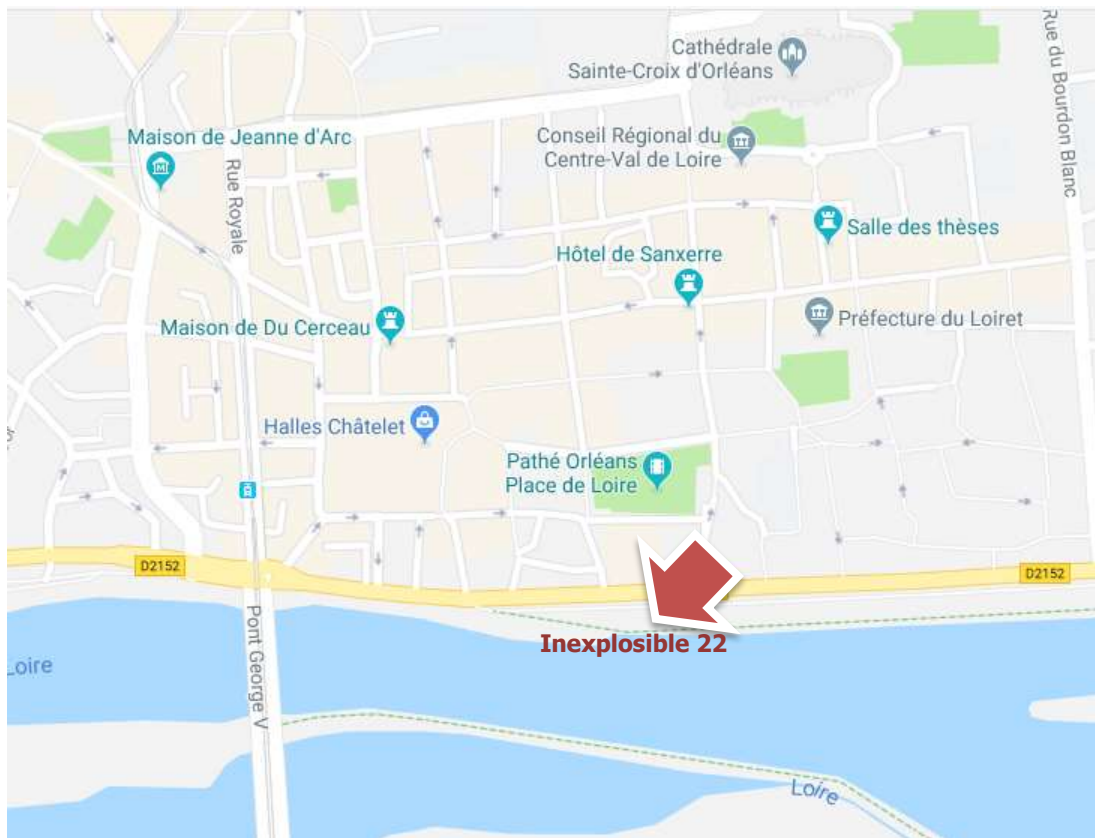 Cathédrale
Sainte-Croix d'Orléans
Rue du Bourdon Blanc
Maison de Jeanne d'Arc
Conseil Régional du
Centre-Val de Loire
Rue Royale
Salle des thèses
Hôtel de Sanxerre
Maison de Du Cerceau
Préfecture du Loiret
Halles Châtelet
Pathé Orléans
Place de Loire
D2152
D2152
Pont George V
Inexplosible 22
Loire
Loire